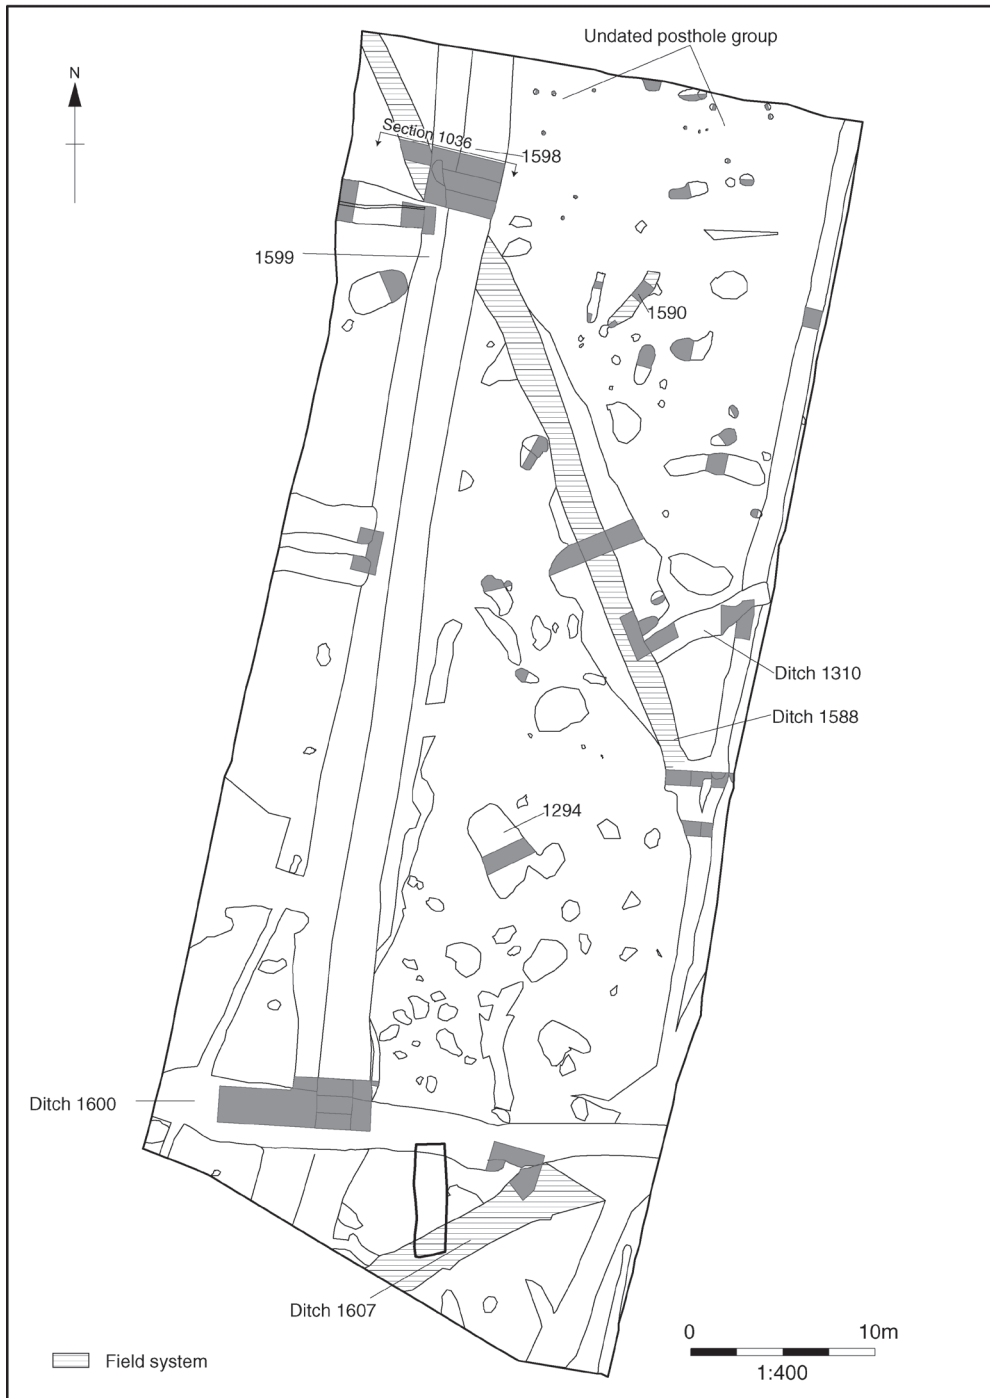 Undated posthole group
N
Section 1036
1598
1599
1590
Ditch 1310
Ditch 1588
1294
Ditch 1600
Ditch 1607
0 10m
1:400
Field system